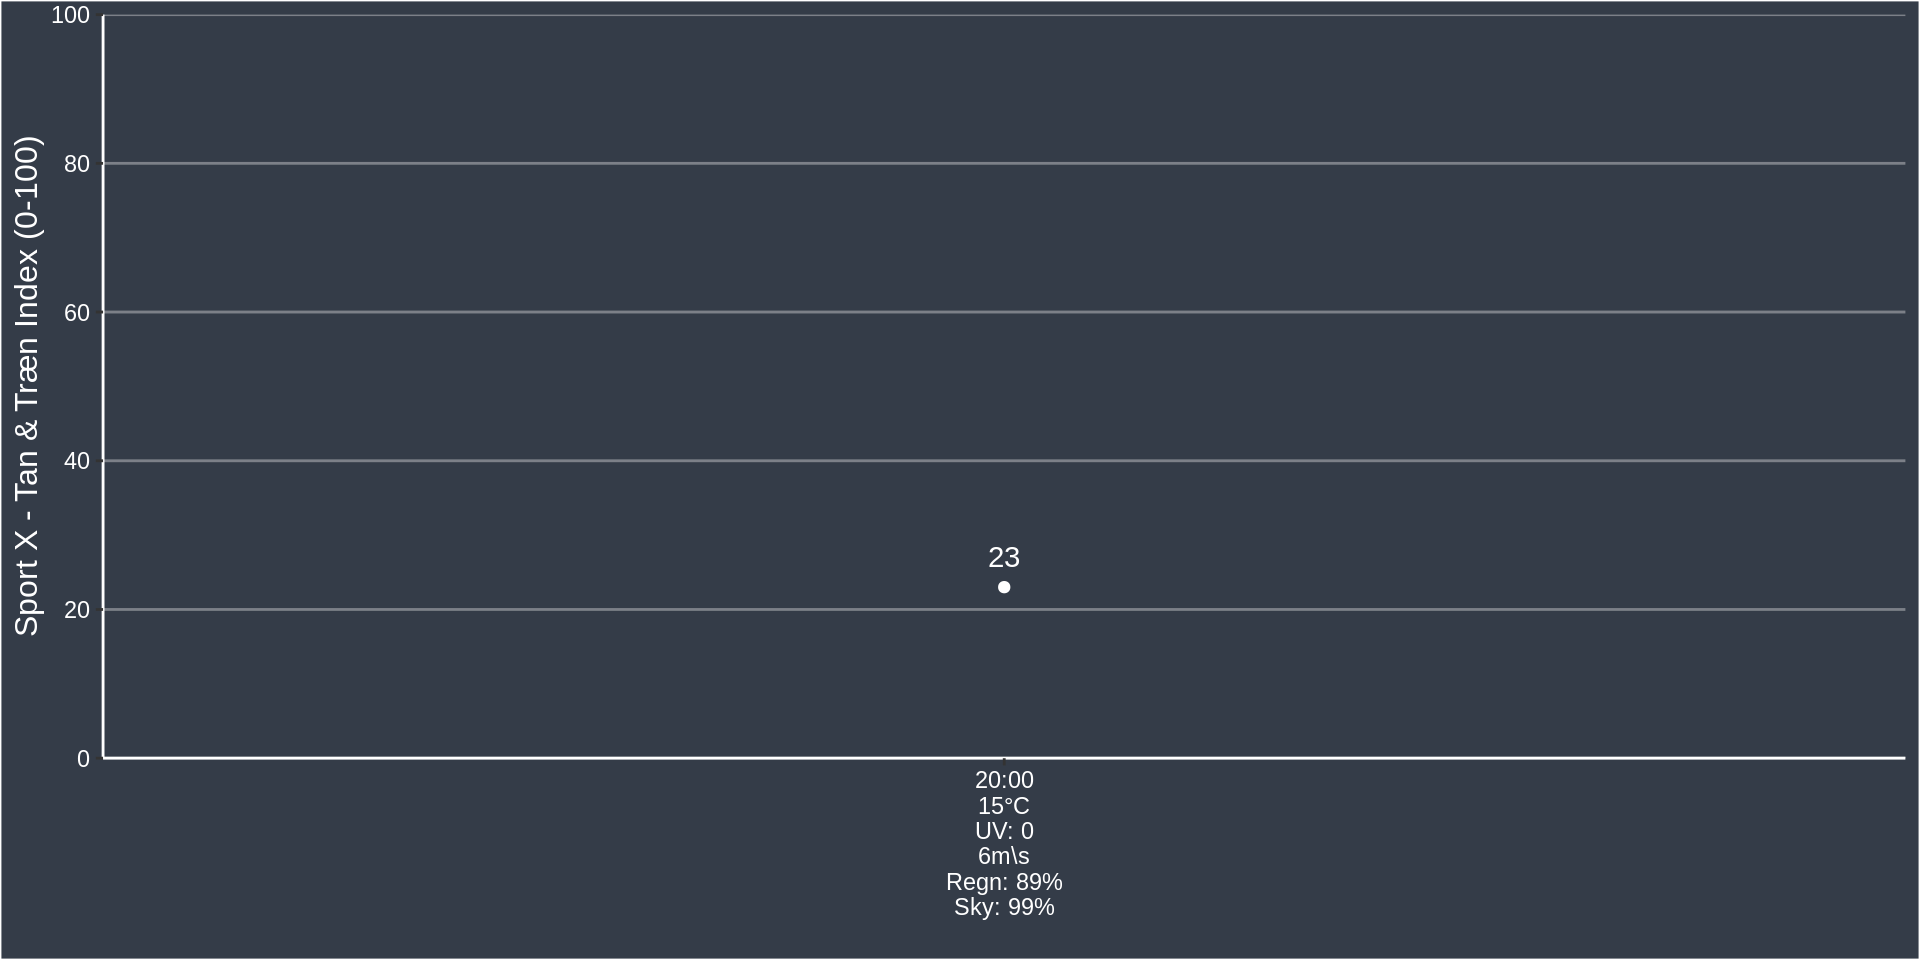 Sport X - Tan & Træn Index (0-100)
100
80
60
40
20
0
23
20:00
15°C
UV: 0
6m\s
Regn: 89%
Sky: 99%